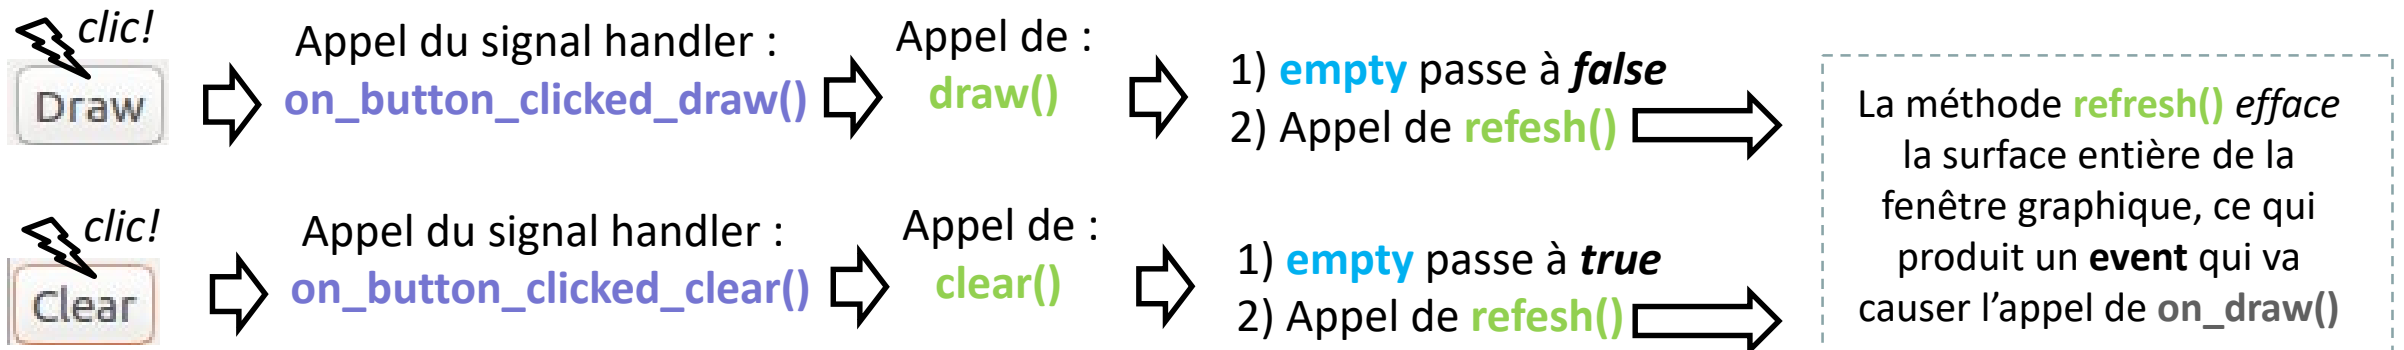 clic!
Draw
Appel du signal handler :
on_button_clicked_draw()
Appel de :
draw()
1) empty passe à false
2) Appel de refesh()
clic!
Clear
Appel du signal handler :
on_button_clicked_clear()
Appel de :
clear()
1) empty passe à true
2) Appel de refesh()
La méthode refresh() efface
la surface entière de la
fenêtre graphique, ce qui
produit un event qui va
causer l’appel de on_draw()